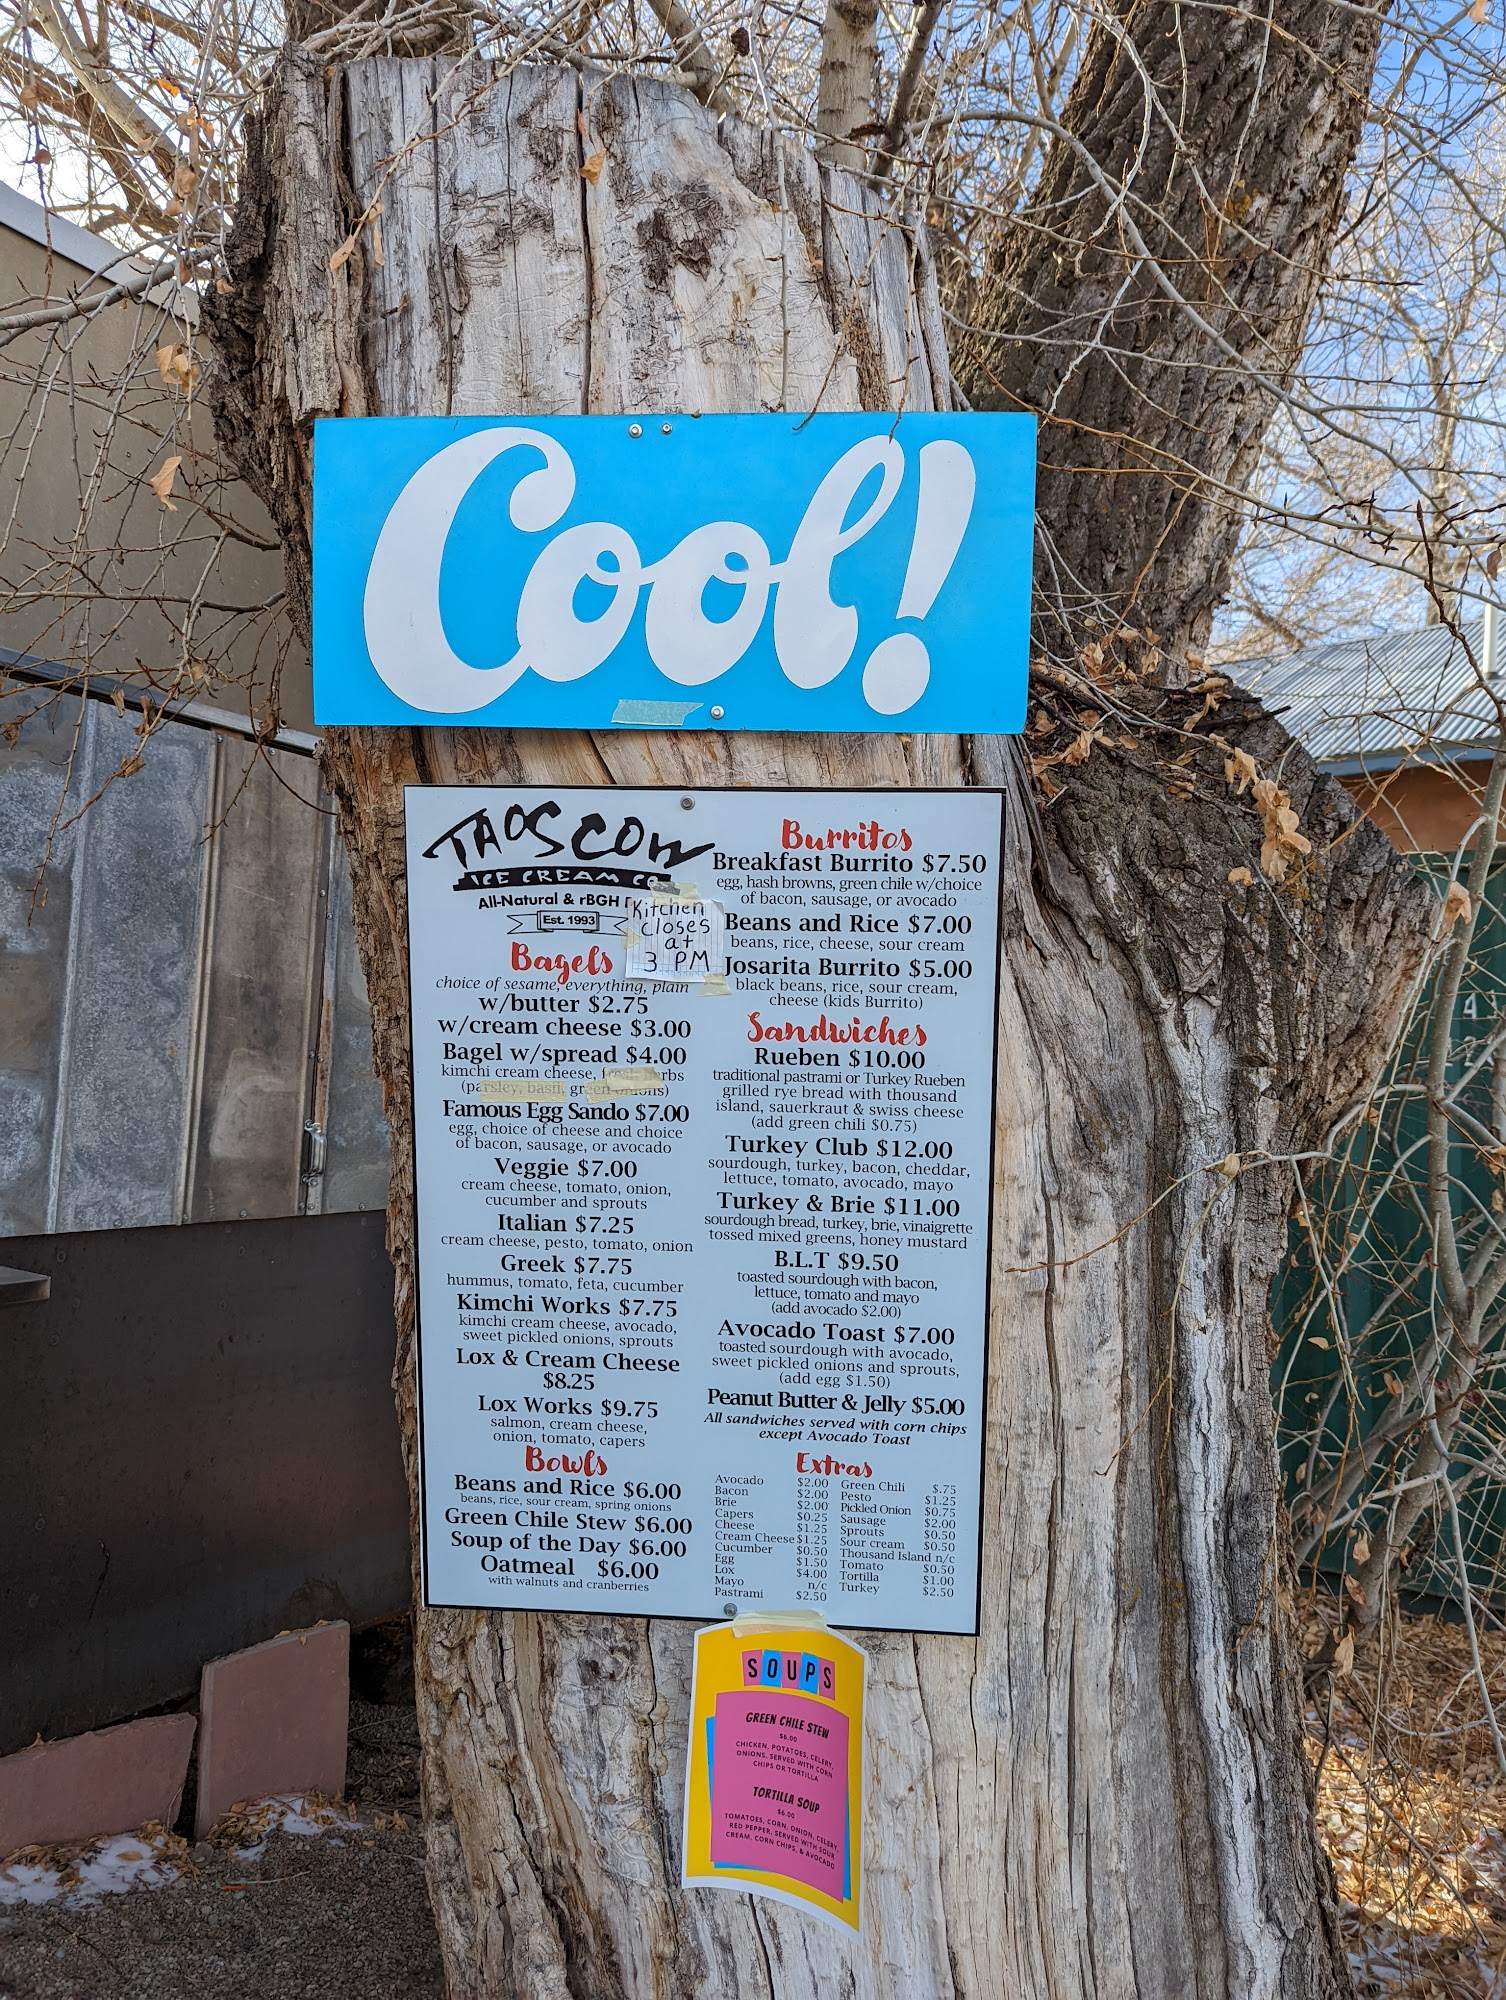 Cool!
TAOS COW
ICE CREAM CO
All-Natural & rBGH
Est. 1993
Kitchen
closes
at
3 PM
Bagels
choice of sesame, everything, plain
w/butter $2.75
w/cream cheese $3.00
Bagel w/spread $4.00
kimchi cream cheese, fresh herbs
(parsley, basil, green onions)
Famous Egg Sando $7.00
egg, choice of cheese and choice
of bacon, sausage, or avocado
Veggie $7.00
cream cheese, tomato, onion,
cucumber and sprouts
Italian $7.25
cream cheese, pesto, tomato, onion
Greek $7.75
hummus, tomato, feta, cucumber
Kimchi Works $7.75
kimchi cream cheese, avocado,
sweet pickled onions, sprouts
Lox & Cream Cheese
$8.25
Lox Works $9.75
salmon, cream cheese,
onion, tomato, capers
Bowls
Beans and Rice $6.00
beans, rice, sour cream, spring onions
Green Chile Stew $6.00
Soup of the Day $6.00
Oatmeal $6.00
with walnuts and cranberries
Burritos
Breakfast Burrito $7.50
egg, hash browns, green chile w/choice
of bacon, sausage, or avocado
Beans and Rice $7.00
beans, rice, cheese, sour cream
Josarita Burrito $5.00
black beans, rice, sour cream,
cheese (kids Burrito)
Sandwiches
Rueben $10.00
traditional pastrami or Turkey Rueben
grilled rye bread with thousand
island, sauerkraut & swiss cheese
(add green chili $0.75)
Turkey Club $12.00
sourdough, turkey, bacon, cheddar,
lettuce, tomato, avocado, mayo
Turkey & Brie $11.00
sourdough bread, turkey, brie, vinaigrette
tossed mixed greens, honey mustard
B.L.T $9.50
toasted sourdough with bacon,
lettuce, tomato and mayo
(add avocado $2.00)
Avocado Toast $7.00
toasted sourdough with avocado,
sweet pickled onions and sprouts,
(add egg $1.50)
Peanut Butter & Jelly $5.00
All sandwiches served with corn chips
except Avocado Toast
Extras
Avocado $2.00
Bacon $2.00
Brie $2.00
Capers $0.25
Cheese $1.25
Cream Cheese $1.25
Cucumber $0.50
Egg $1.50
Lox $4.00
Mayo n/c
Pastrami $2.50
Green Chili $.75
Pesto $1.25
Pickled Onion $0.75
Sausage $2.00
Sprouts $0.50
Sour cream $0.50
Thousand Island n/c
Tomato $0.50
Tortilla $1.00
Turkey $2.50
SOUPS
GREEN CHILE STEW
$6.00
CHICKEN, POTATOES, CELERY,
ONIONS. SERVED WITH CORN
CHIPS OR TORTILLA
TORTILLA SOUP
$6.00
TOMATOES, CORN, ONION, CELERY
RED PEPPER. SERVED WITH SOUR
CREAM, CORN CHIPS, & AVOCADO
4